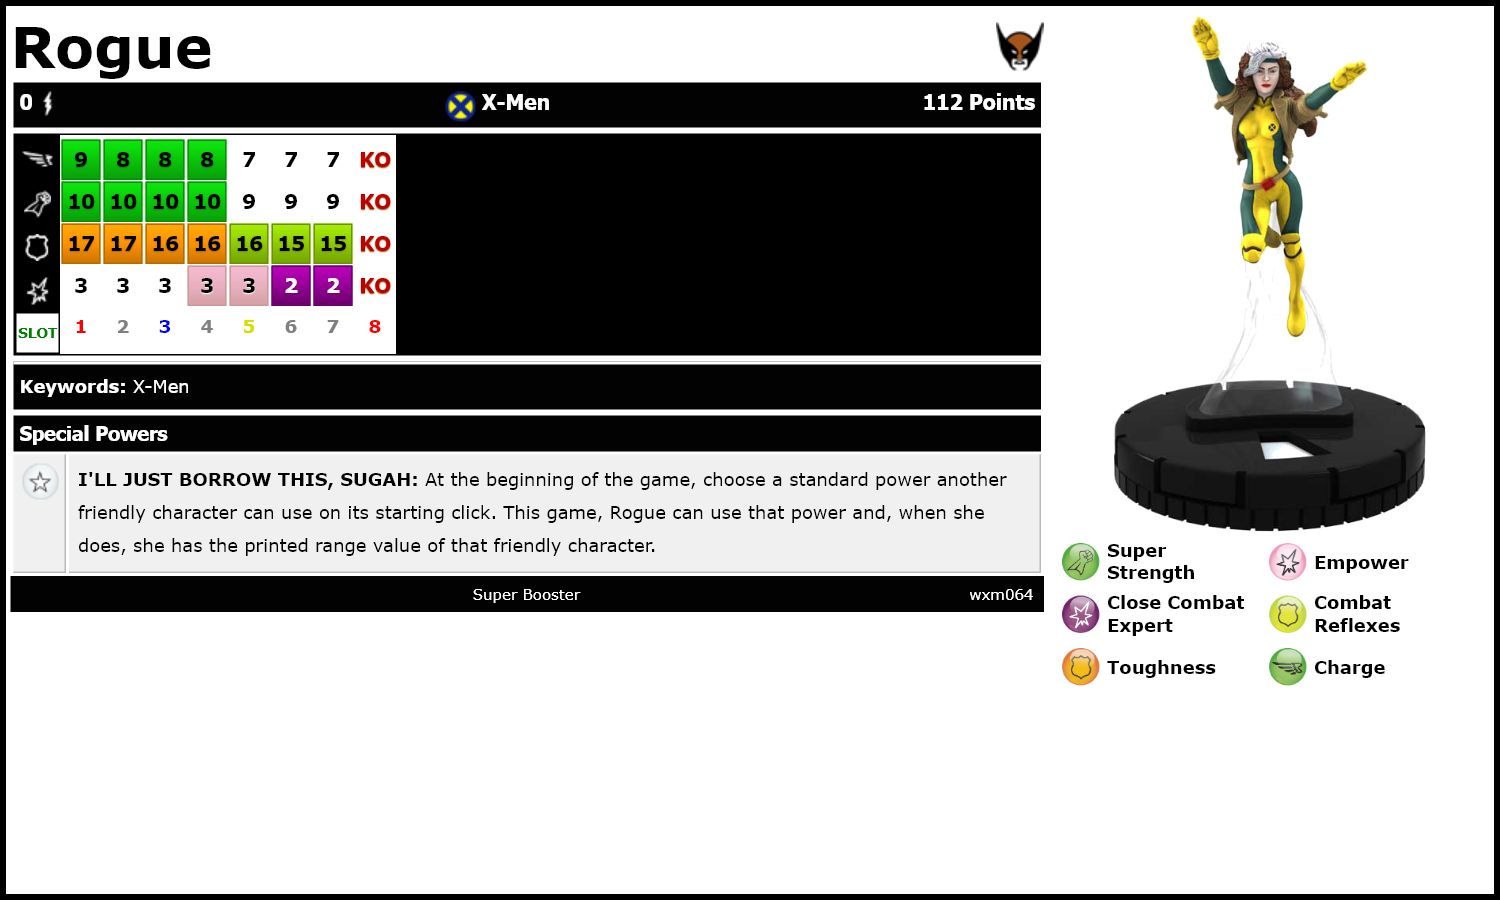 Rogue
0 X-Men 112 Points
9 8 8 8 7 7 7 KO
10 10 10 10 9 9 9 KO
17 17 16 16 16 15 15 KO
3 3 3 3 3 2 2 KO
SLOT 1 2 3 4 5 6 7 8
Keywords: X-Men
Special Powers
I'LL JUST BORROW THIS, SUGAH: At the beginning of the game, choose a standard power another
friendly character can use on its starting click. This game, Rogue can use that power and, when she
does, she has the printed range value of that friendly character.
Super Booster wxm064
Super
Strength
Empower
Close Combat
Expert
Combat
Reflexes
Toughness
Charge